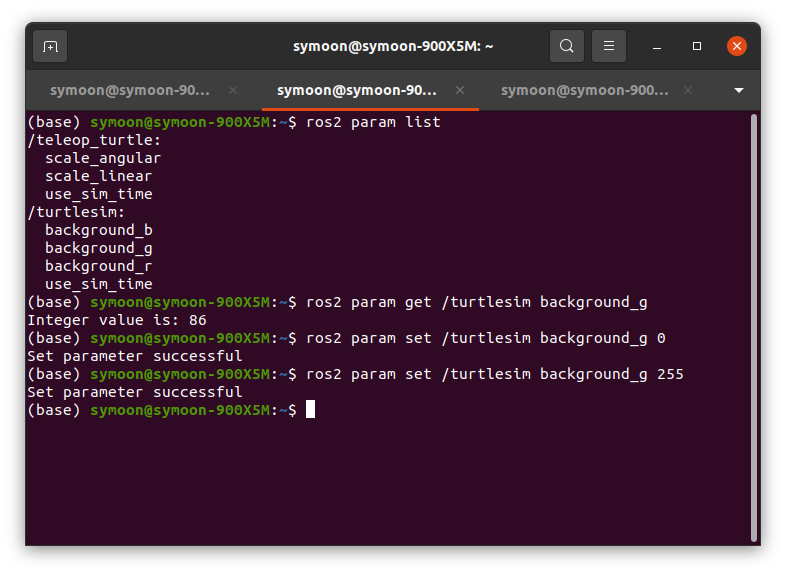 symoon@symoon-900X5M: ~
symoon@symoon-90...
symoon@symoon-90...
symoon@symoon-900...
(base) symoon@symoon-900X5M:~$ ros2 param list
/teleop_turtle:
  scale_angular
  scale_linear
  use_sim_time
/turtlesim:
  background_b
  background_g
  background_r
  use_sim_time
(base) symoon@symoon-900X5M:~$ ros2 param get /turtlesim background_g
Integer value is: 86
(base) symoon@symoon-900X5M:~$ ros2 param set /turtlesim background_g 0
Set parameter successful
(base) symoon@symoon-900X5M:~$ ros2 param set /turtlesim background_g 255
Set parameter successful
(base) symoon@symoon-900X5M:~$